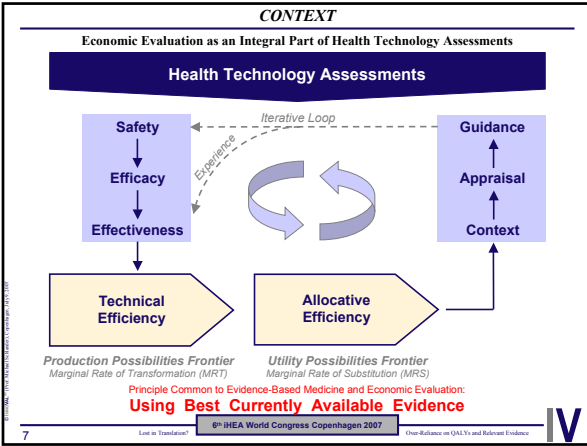 CONTEXT
Economic Evaluation as an Integral Part of Health Technology Assessments
Health Technology Assessments
Iterative Loop
Safety
Experience
Efficacy
Effectiveness
Guidance
Appraisal
Context
Technical
Efficiency
Allocative
Efficiency
Production Possibilities Frontier
Marginal Rate of Transformation (MRT)
Utility Possibilities Frontier
Marginal Rate of Substitution (MRS)
Principle Common to Evidence-Based Medicine and Economic Evaluation:
Using Best Currently Available Evidence
7
Lost in Translation?
6th iHEA World Congress Copenhagen 2007
Over-Reliance on QALYs and Relevant Evidence